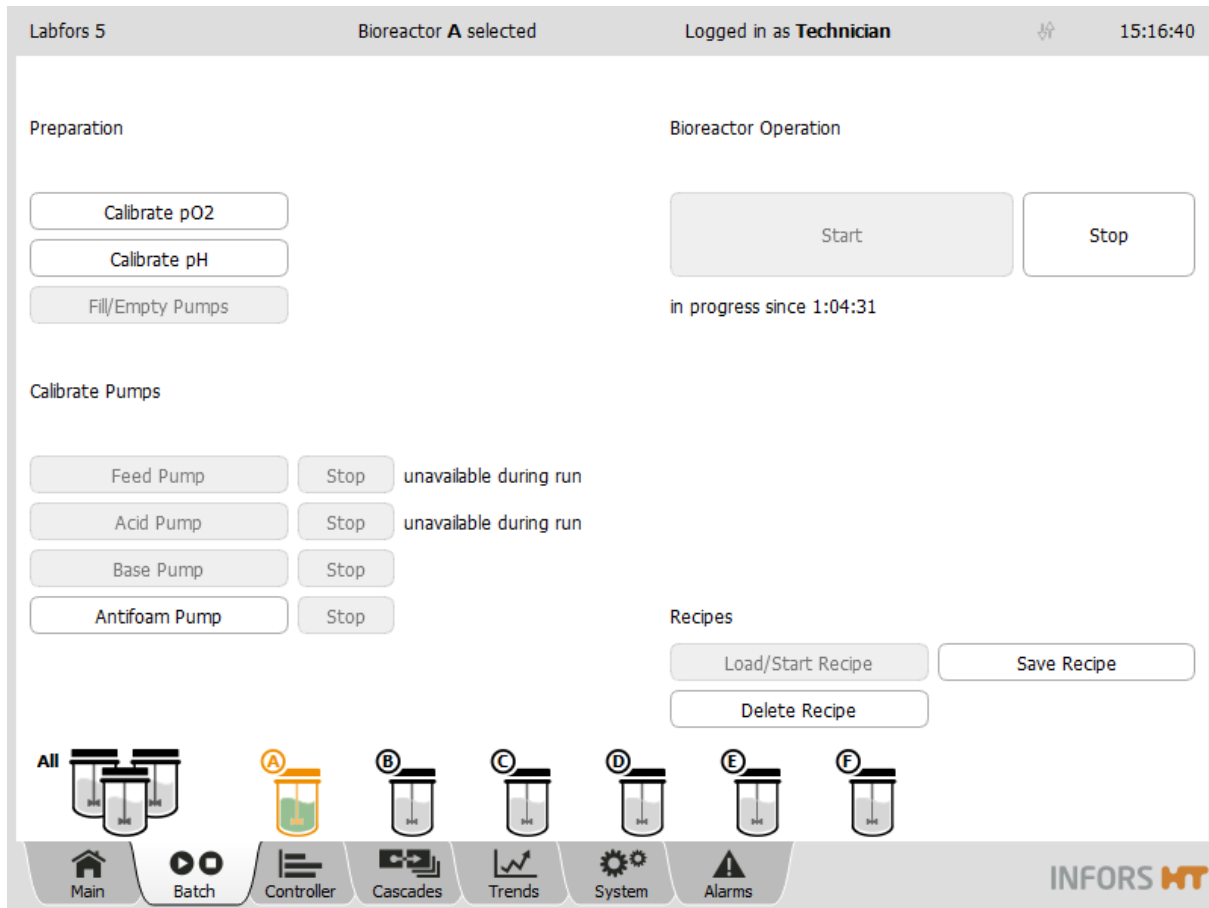 Labfors 5 Bioreactor A selected Logged in as Technician 15:16:40
Preparation
Calibrate pO2
Calibrate pH
Fill/Empty Pumps
Bioreactor Operation
Start Stop
in progress since 1:04:31
Calibrate Pumps
Feed Pump Stop unavailable during run
Acid Pump Stop unavailable during run
Base Pump Stop
Antifoam Pump Stop
Recipes
Load/Start Recipe Save Recipe
Delete Recipe
All A B C D E F
Main Batch Controller Cascades Trends System Alarms
INFORS HT